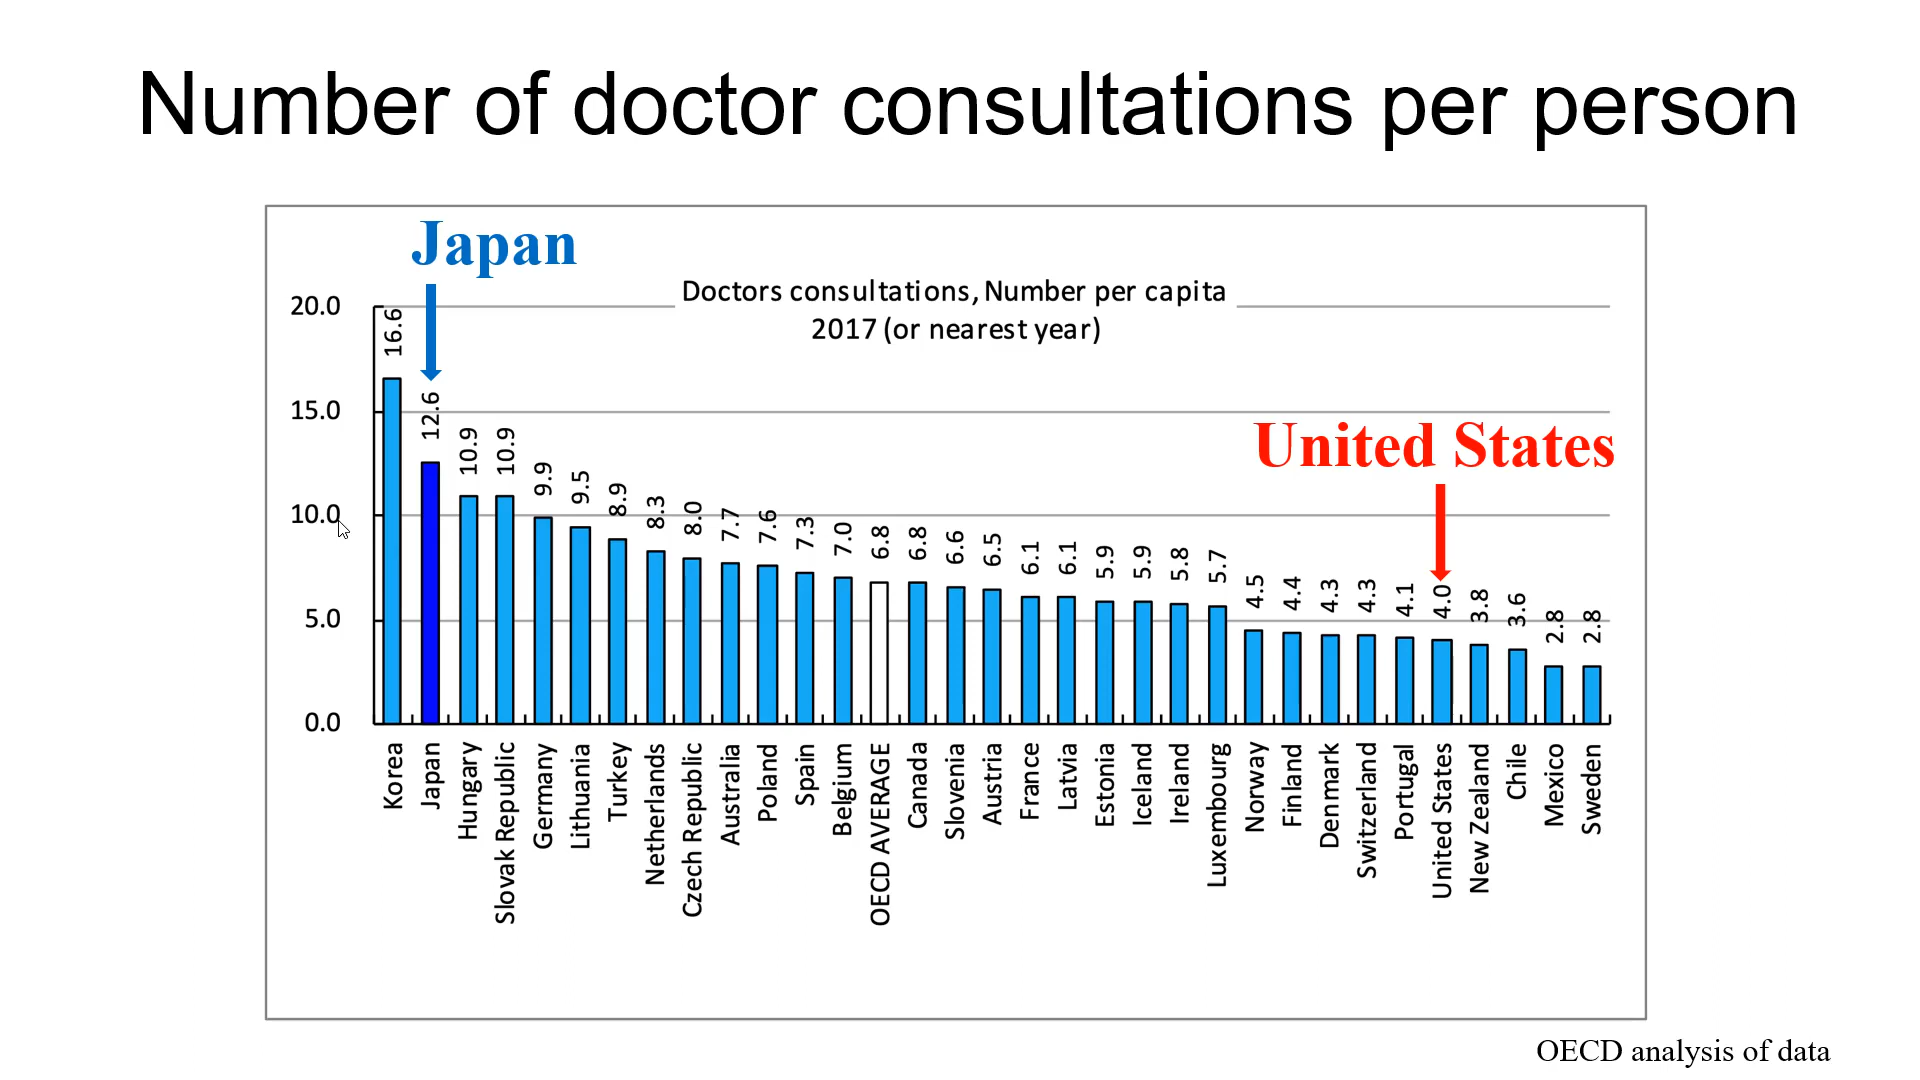 Number of doctor consultations per person
Japan
Doctors consultations, Number per capita
2017 (or nearest year)
United States
20.0
15.0
10.0
5.0
0.0
16.6
12.6
10.9
10.9
9.9
9.5
8.9
8.3
8.0
7.7
7.6
7.3
7.0
6.8
6.8
6.6
6.5
6.1
6.1
5.9
5.9
5.8
5.7
4.5
4.4
4.3
4.3
4.1
4.0
3.8
3.6
2.8
2.8
Korea
Japan
Hungary
Slovak Republic
Germany
Lithuania
Turkey
Netherlands
Czech Republic
Australia
Poland
Spain
Belgium
OECD AVERAGE
Canada
Slovenia
Austria
France
Latvia
Estonia
Iceland
Ireland
Luxembourg
Norway
Finland
Denmark
Switzerland
Portugal
United States
New Zealand
Chile
Mexico
Sweden
OECD analysis of data